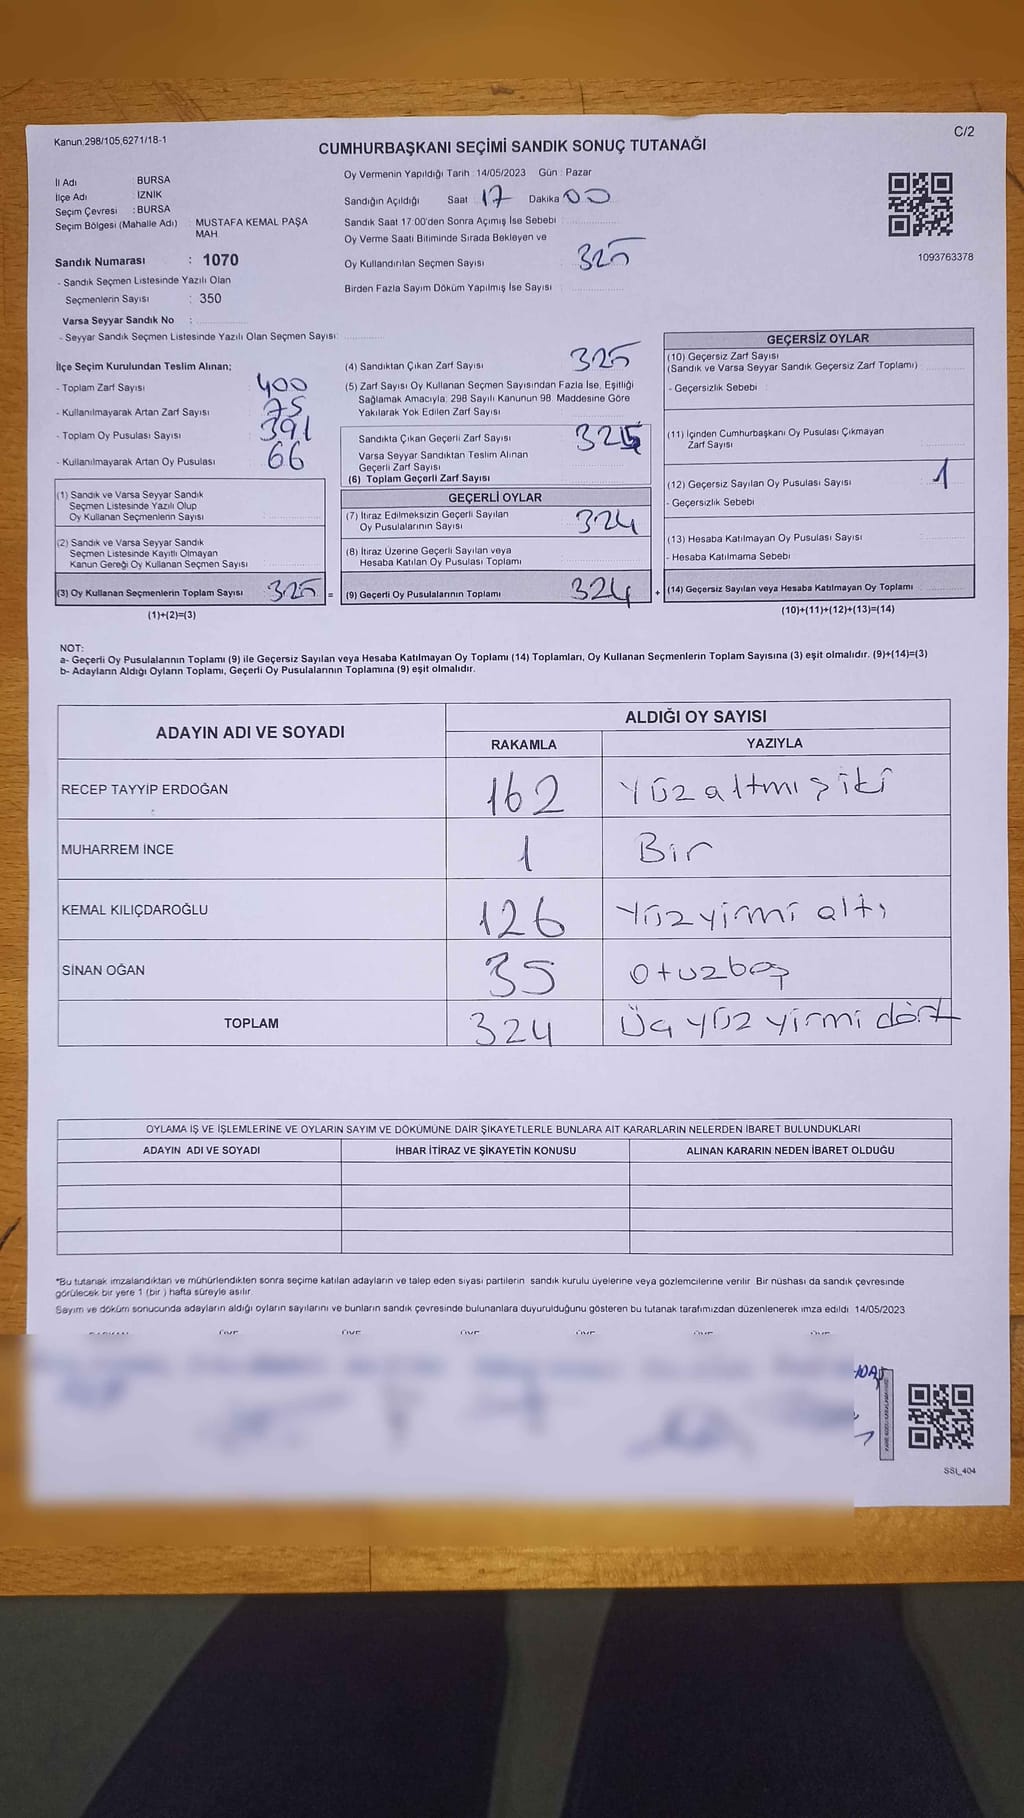 Kanun,298/105,6271/18-1
C/2
CUMHURBAŞKANI SEÇİMİ SANDIK SONUÇ TUTANAĞI
İl Adı : BURSA
İlçe Adı : İZNİK
Seçim Çevresi : BURSA
Seçim Bölgesi (Mahalle Adı) : MUSTAFA KEMAL PAŞA
MAH.
Sandık Numarası : 1070
- Sandık Seçmen Listesinde Yazılı Olan
Seçmenlerin Sayısı : 350
Varsa Seyyar Sandık No :
- Seyyar Sandık Seçmen Listesinde Yazılı Olan Seçmen Sayısı:
Oy Vermenin Yapıldığı Tarih : 14/05/2023 Gün : Pazar
Sandığın Açıldığı Saat 17 Dakika 00
Sandık Saat 17:00'den Sonra Açımış İse Sebebi
Oy Verme Saati Bitiminde Sırada Bekleyen ve
Oy Kullandırılan Seçmen Sayısı 325
Birden Fazla Sayım Döküm Yapılmış İse Sayısı
1093763378
İlçe Seçim Kurulundan Teslim Alınan;
- Toplam Zarf Sayısı 400
- Kullanılmayarak Artan Zarf Sayısı 75
- Toplam Oy Pusulası Sayısı 391
- Kullanılmayarak Artan Oy Pusulası 66
(1) Sandık ve Varsa Seyyar Sandık
Seçmen Listesinde Yazılı Olup
Oy Kullanan Seçmenlerin Sayısı
(2) Sandık ve Varsa Seyyar Sandık
Seçmen Listesinde Kayıtlı Olmayan
Kanun Gereği Oy Kullanan Seçmen Sayısı
(3) Oy Kullanan Seçmenlerin Toplam Sayısı 325 =
(1)+(2)=(3)
(4) Sandıktan Çıkan Zarf Sayısı 325
(5) Zarf Sayısı Oy Kullanan Seçmen Sayısından Fazla İse, Eşitliği
Sağlamak Amacıyla; 298 Sayılı Kanunun 98. Maddesine Göre
Yakılarak Yok Edilen Zarf Sayısı
Sandıkta Çıkan Geçerli Zarf Sayısı 325
Varsa Seyyar Sandıktan Teslim Alınan
Geçerli Zarf Sayısı
(6) Toplam Geçerli Zarf Sayısı
GEÇERLİ OYLAR
(7) İtiraz Edilmeksizin Geçerli Sayılan
Oy Pusulalarının Sayısı 324
(8) İtiraz Üzerine Geçerli Sayılan veya
Hesaba Katılan Oy Pusulası Toplamı
(9) Geçerli Oy Pusulalarının Toplamı 324 +
GEÇERSİZ OYLAR
(10) Geçersiz Zarf Sayısı
(Sandık ve Varsa Seyyar Sandık Geçersiz Zarf Toplamı)
- Geçersizlik Sebebi
(11) İçinden Cumhurbaşkanı Oy Pusulası Çıkmayan
Zarf Sayısı
(12) Geçersiz Sayılan Oy Pusulası Sayısı 1
- Geçersizlik Sebebi
(13) Hesaba Katılmayan Oy Pusulası Sayısı
- Hesaba Katılmama Sebebi
(14) Geçersiz Sayılan veya Hesaba Katılmayan Oy Toplamı
(10)+(11)+(12)+(13)=(14)
NOT:
a- Geçerli Oy Pusulalarının Toplamı (9) ile Geçersiz Sayılan veya Hesaba Katılmayan Oy Toplamı (14) Toplamları, Oy Kullanan Seçmenlerin Toplam Sayısına (3) eşit olmalıdır. (9)+(14)=(3)
b- Adayların Aldığı Oyların Toplamı, Geçerli Oy Pusulalarının Toplamına (9) eşit olmalıdır.
ADAYIN ADI VE SOYADI
ALDIĞI OY SAYISI
RAKAMLA YAZIYLA
RECEP TAYYİP ERDOĞAN 162 Yüzaltmışiki
MUHARREM İNCE 1 Bir
KEMAL KILIÇDAROĞLU 126 Yüzyirmi altı
SİNAN OĞAN 35 Otuzbeş
TOPLAM 324 Üç yüz yirmi dört
OYLAMA İŞ VE İŞLEMLERİNE VE OYLARIN SAYIM VE DÖKÜMÜNE DAİR ŞİKAYETLERLE BUNLARA AİT KARARLARIN NELERDEN İBARET BULUNDUKLARI
ADAYIN ADI VE SOYADI İHBAR İTİRAZ VE ŞİKAYETİN KONUSU ALINAN KARARIN NEDEN İBARET OLDUĞU
*Bu tutanak imzalandıktan ve mühürlendikten sonra seçime katılan adayların ve talep eden siyasi partilerin sandık kurulu üyelerine veya gözlemcilerine verilir. Bir nüshası da sandık çevresinde
görülecek bir yere 1 (bir ) hafta süreyle asılır.
Sayım ve döküm sonucunda adayların aldığı oyların sayılarını ve bunların sandık çevresinde bulunanlara duyurulduğunu gösteren bu tutanak tarafımızdan düzenlenerek imza edildi. 14/05/2023
SSI_404